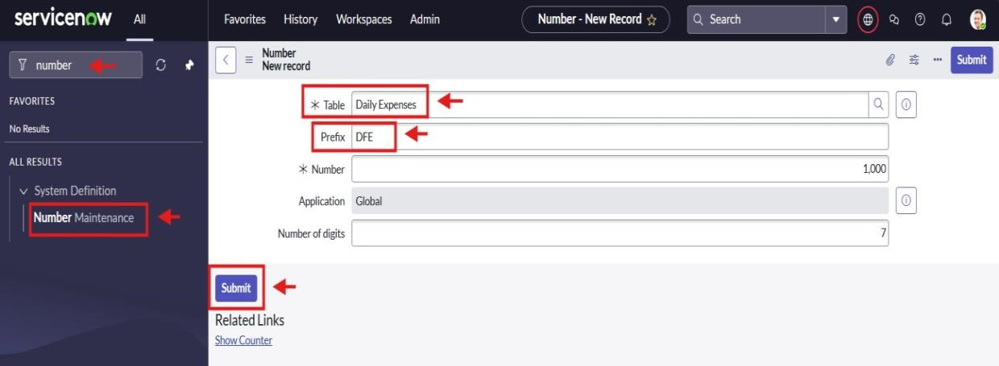 servicenow All Favorites History Workspaces Admin Number - New Record Search
number
FAVORITES
No Results
ALL RESULTS
System Definition
Number Maintenance
Number
New record
Submit
Table Daily Expenses
Prefix DFE
Number 1,000
Application Global
Number of digits 7
Submit
Related Links
Show Counter